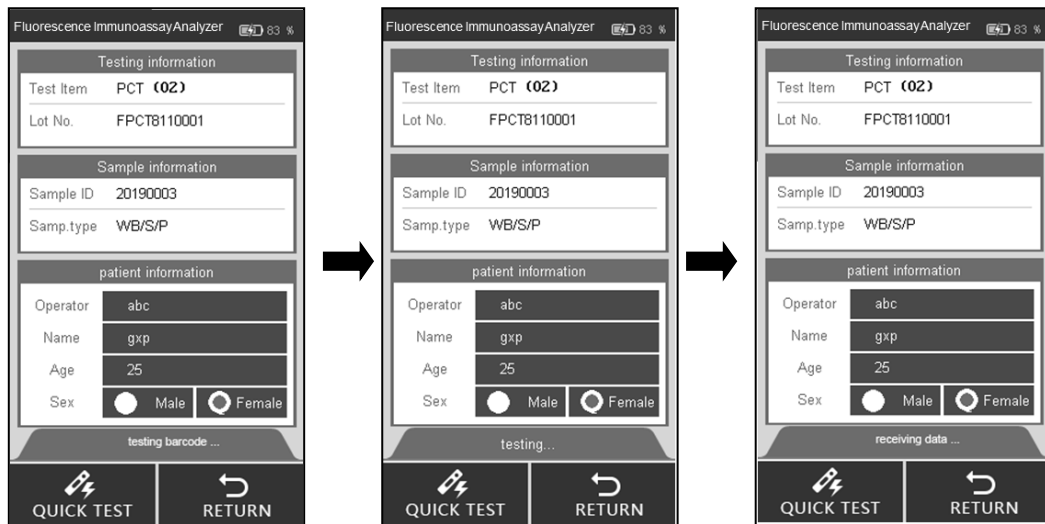 Fluorescence Immunoassay Analyzer 83 %
Testing information
Test Item PCT (02)
Lot No. FPCT8110001
Sample information
Sample ID 20190003
Samp.type WB/S/P
patient information
Operator abc
Name gxp
Age 25
Sex Male Female
testing barcode ...
QUICK TEST RETURN
Fluorescence Immunoassay Analyzer 83 %
Testing information
Test Item PCT (02)
Lot No. FPCT8110001
Sample information
Sample ID 20190003
Samp.type WB/S/P
patient information
Operator abc
Name gxp
Age 25
Sex Male Female
testing...
QUICK TEST RETURN
Fluorescence Immunoassay Analyzer 83 %
Testing information
Test Item PCT (02)
Lot No. FPCT8110001
Sample information
Sample ID 20190003
Samp.type WB/S/P
patient information
Operator abc
Name gxp
Age 25
Sex Male Female
receiving data ...
QUICK TEST RETURN